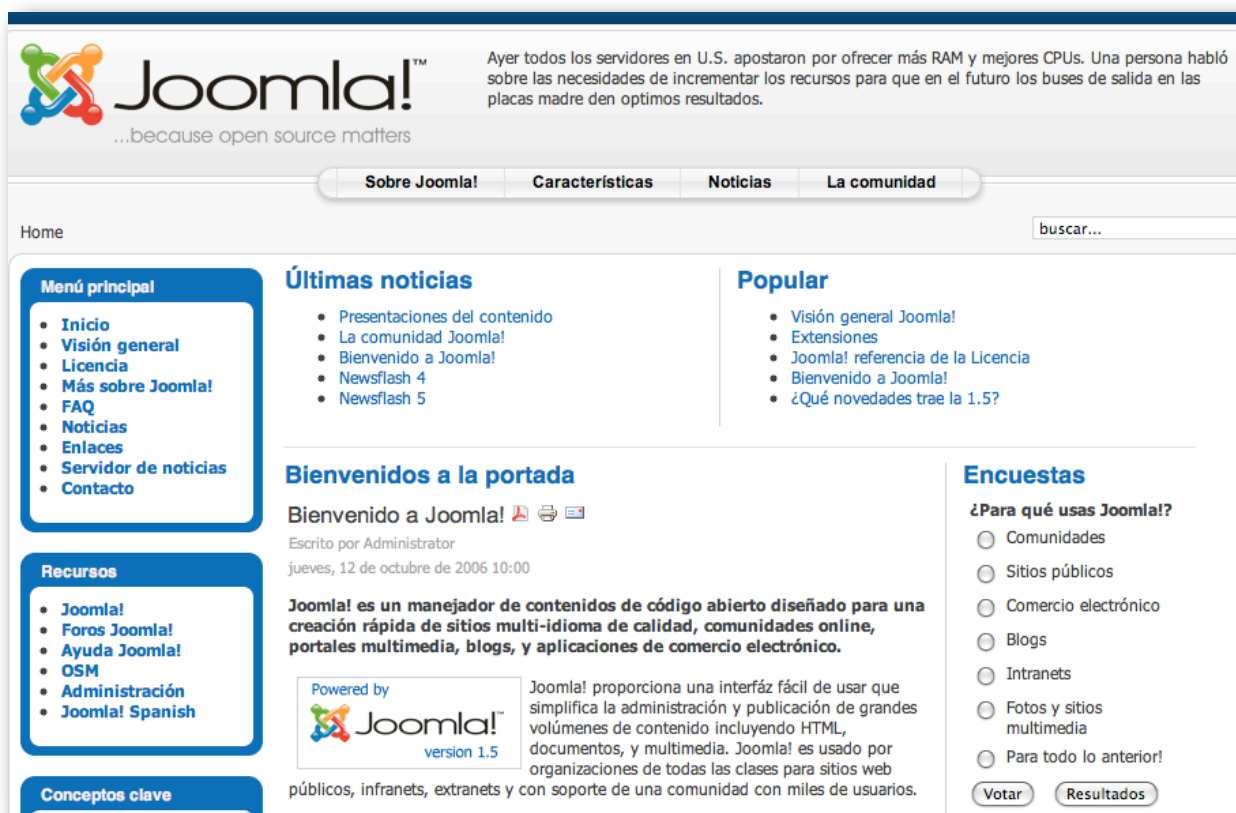 Joomla!™
...because open source matters
Ayer todos los servidores en U.S. apostaron por ofrecer más RAM y mejores CPUs. Una persona habló
sobre las necesidades de incrementar los recursos para que en el futuro los buses de salida en las
placas madre den optimos resultados.
Sobre Joomla! Características Noticias La comunidad
Home
buscar...
Menú principal
Inicio
Visión general
Licencia
Más sobre Joomla!
FAQ
Noticias
Enlaces
Servidor de noticias
Contacto
Recursos
Joomla!
Foros Joomla!
Ayuda Joomla!
OSM
Administración
Joomla! Spanish
Conceptos clave
Últimas noticias
Presentaciones del contenido
La comunidad Joomla!
Bienvenido a Joomla!
Newsflash 4
Newsflash 5
Popular
Visión general Joomla!
Extensiones
Joomla! referencia de la Licencia
Bienvenido a Joomla!
¿Qué novedades trae la 1.5?
Bienvenidos a la portada
Bienvenido a Joomla!
Escrito por Administrator
jueves, 12 de octubre de 2006 10:00
Joomla! es un manejador de contenidos de código abierto diseñado para una
creación rápida de sitios multi-idioma de calidad, comunidades online,
portales multimedia, blogs, y aplicaciones de comercio electrónico.
Powered by
Joomla!™
version 1.5
Joomla! proporciona una interfáz fácil de usar que
simplifica la administración y publicación de grandes
volúmenes de contenido incluyendo HTML,
documentos, y multimedia. Joomla! es usado por
organizaciones de todas las clases para sitios web
públicos, infranets, extranets y con soporte de una comunidad con miles de usuarios.
Encuestas
¿Para qué usas Joomla!?
Comunidades
Sitios públicos
Comercio electrónico
Blogs
Intranets
Fotos y sitios
multimedia
Para todo lo anterior!
Votar Resultados